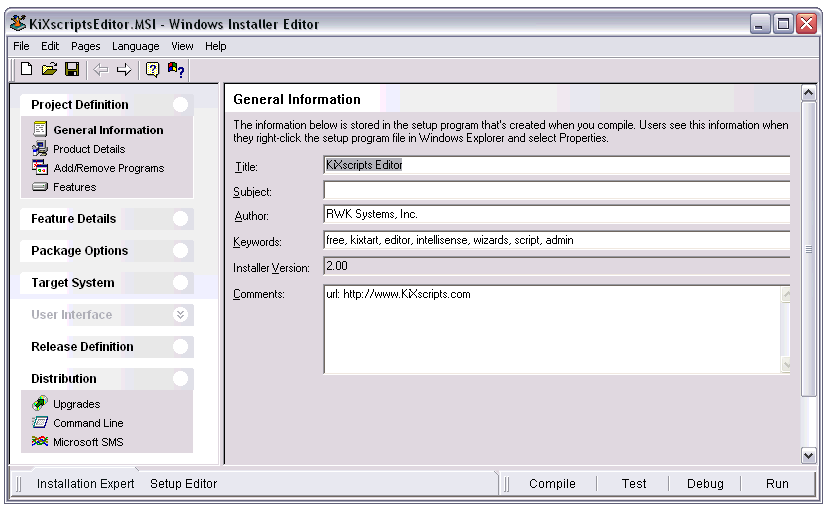 KiXscriptsEditor.MSI - Windows Installer Editor
File Edit Pages Language View Help
Project Definition
General Information
Product Details
Add/Remove Programs
Features
Feature Details
Package Options
Target System
User Interface
Release Definition
Distribution
Upgrades
Command Line
Microsoft SMS
General Information
The information below is stored in the setup program that's created when you compile. Users see this information when
they right-click the setup program file in Windows Explorer and select Properties.
Title: KiXscripts Editor
Subject:
Author: RWK Systems, Inc.
Keywords: free, kixtart, editor, intellisense, wizards, script, admin
Installer Version: 2.00
Comments: url: http://www.KiXscripts.com
Installation Expert Setup Editor Compile Test Debug Run